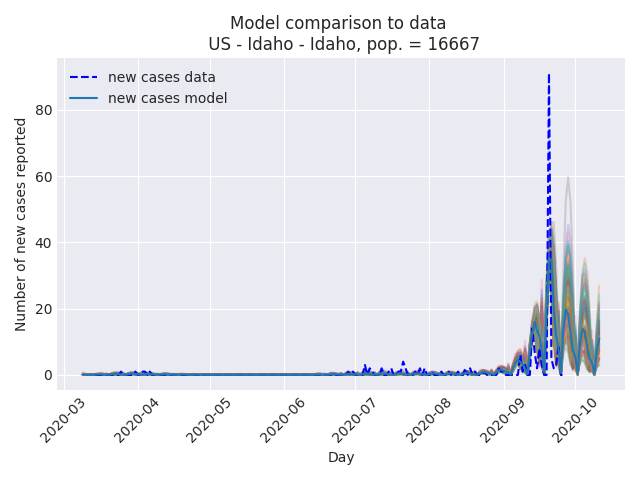 Model comparison to data
US - Idaho - Idaho, pop. = 16667
new cases data
new cases model
Number of new cases reported
80
60
40
20
0
2020-03
2020-04
2020-05
2020-06
2020-07
2020-08
2020-09
2020-10
Day